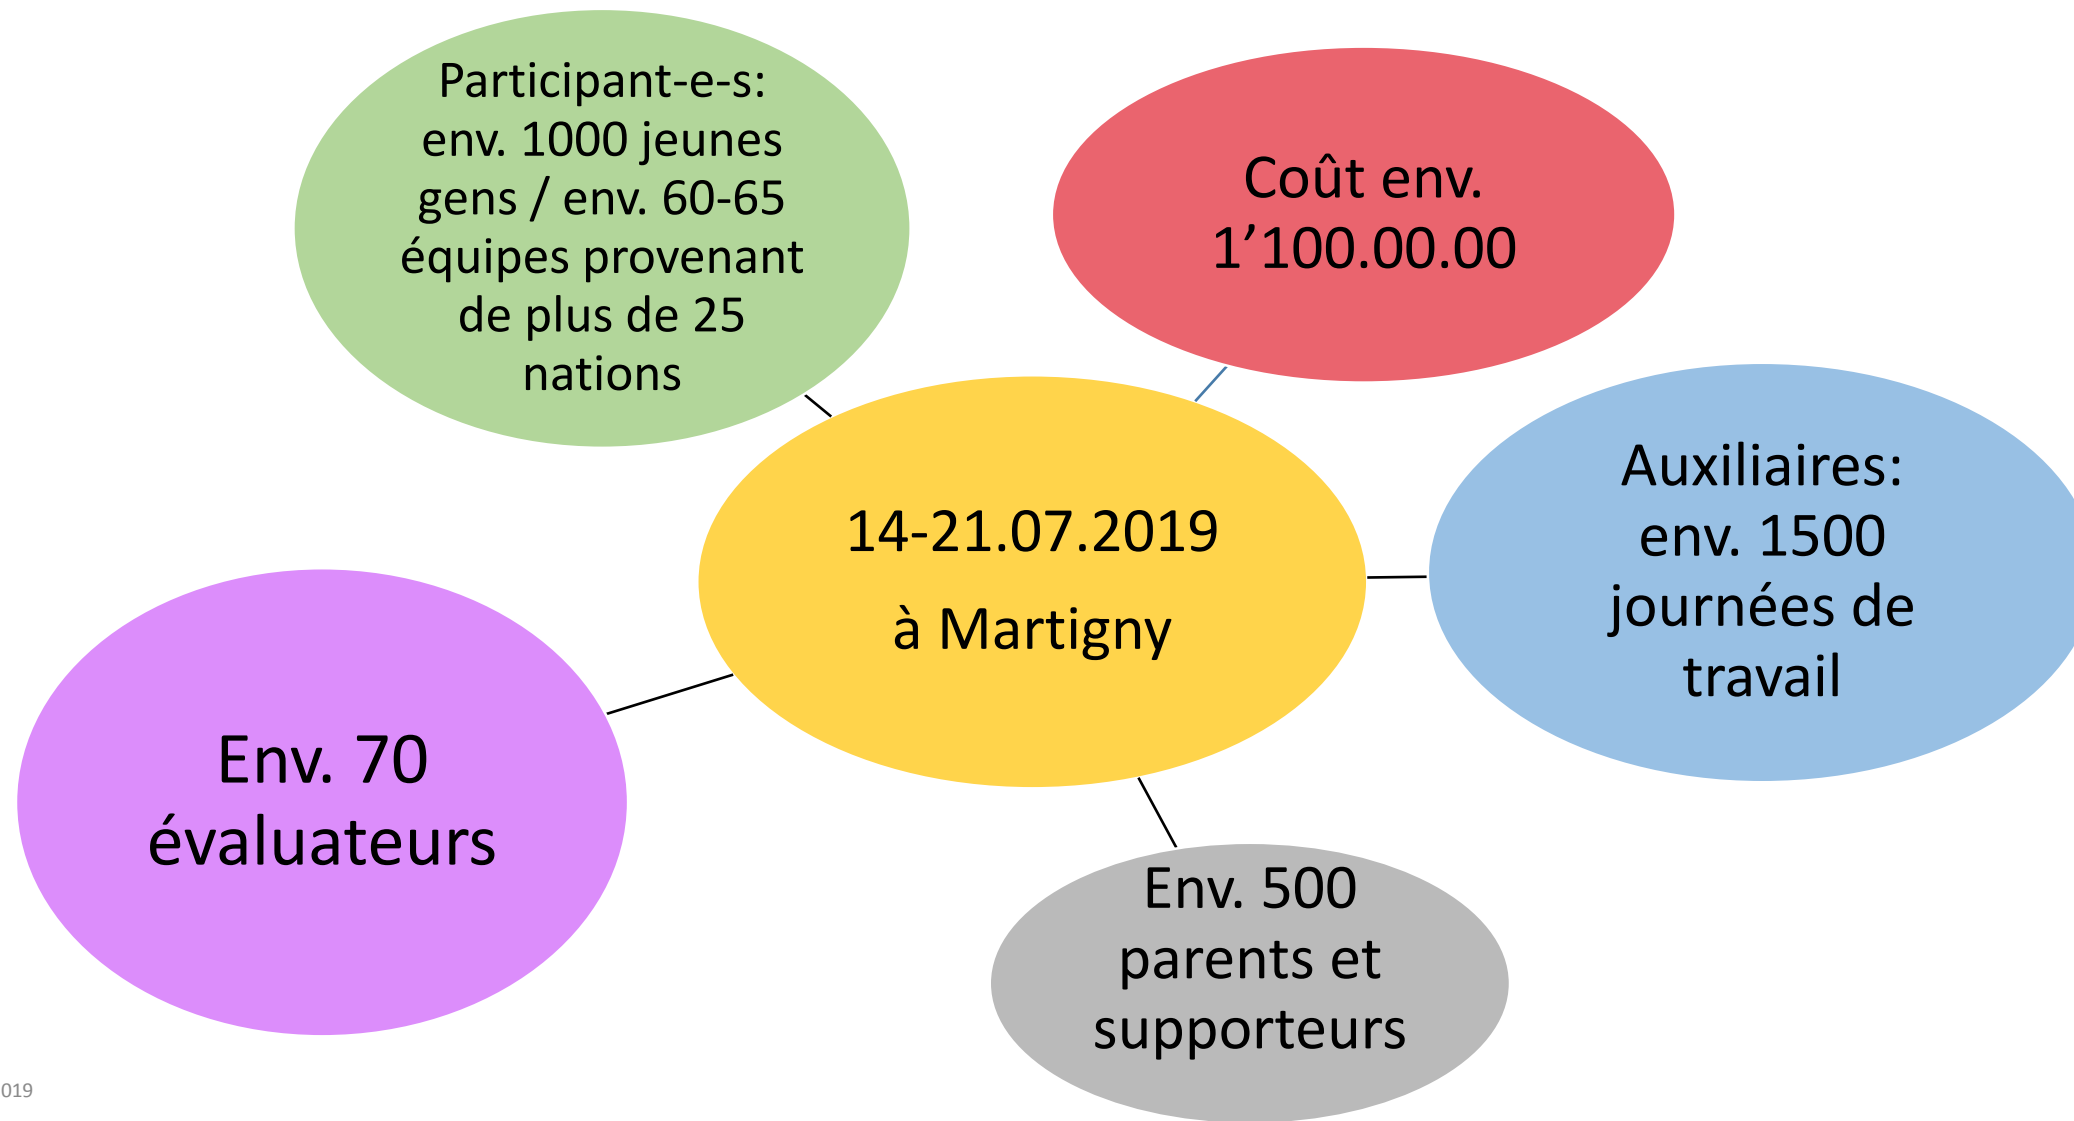 Participant-e-s:
env. 1000 jeunes
gens / env. 60-65
équipes provenant
de plus de 25
nations
Coût env.
1’100.00.00
Auxiliaires:
env. 1500
journées de
travail
14-21.07.2019
à Martigny
Env. 70
évaluateurs
Env. 500
parents et
supporteurs
019